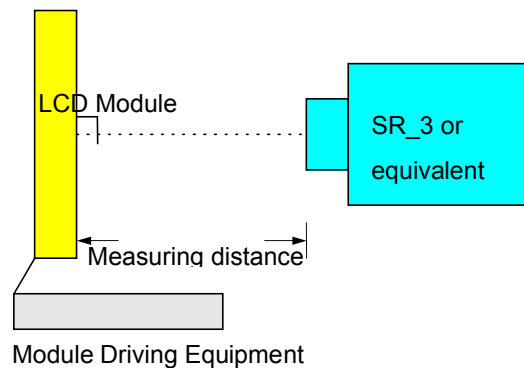 LCD Module
SR_3 or
equivalent
Measuring distance
Module Driving Equipment